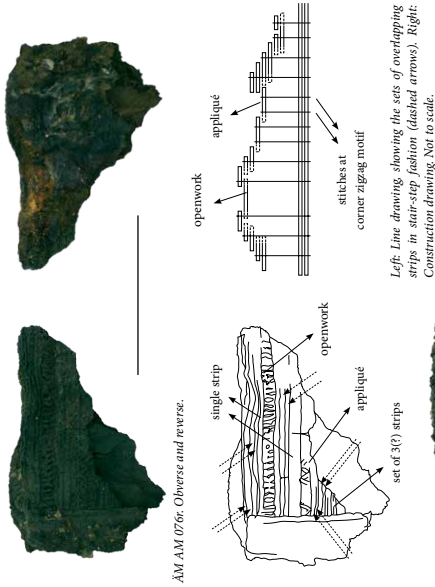 ÄM AM 076r. Obverse and reverse.
single strip
openwork
appliqué
set of 3(?) strips
openwork
appliqué
stitches at
corner zigzag motif
Left: Line drawing, showing the sets of overlapping
strips in stair-step fashion (dashed arrows). Right:
Construction drawing. Not to scale.